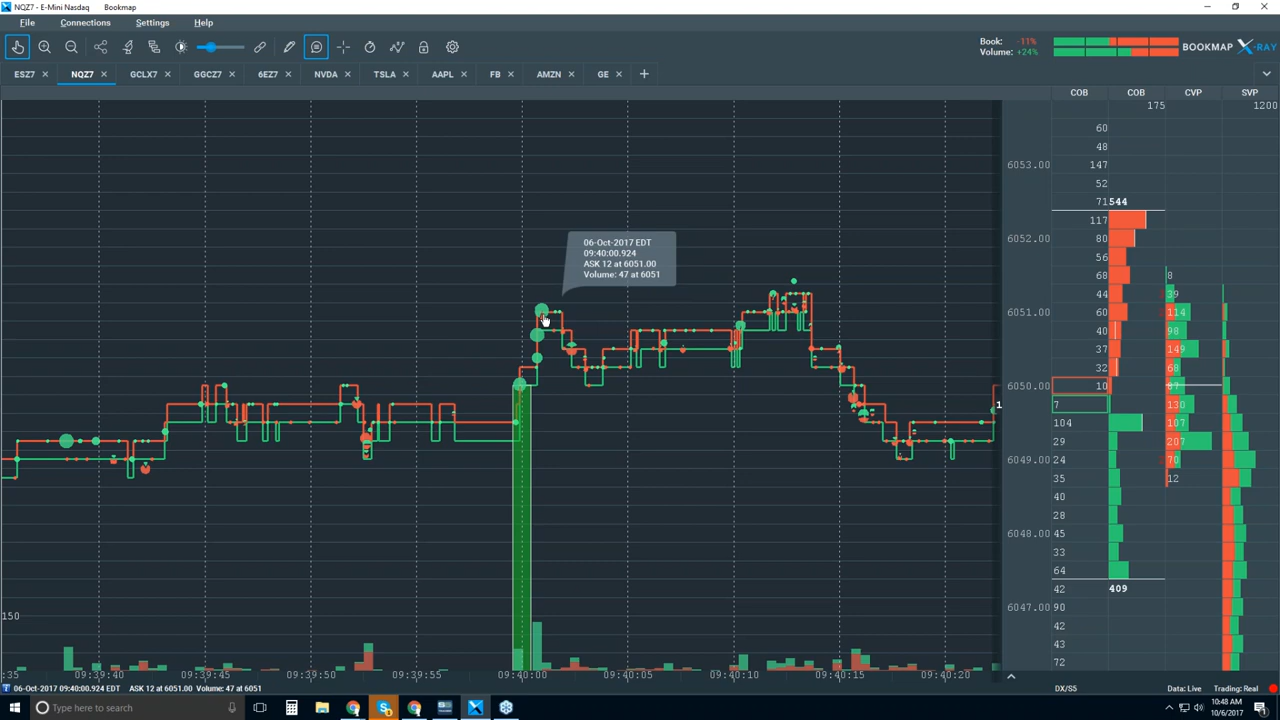 NQZ7 - E-Mini Nasdaq Bookmap
File Connections Settings Help
Book: -11%
Volume: +24%
BOOKMAP X-RAY
ESZ7 NQZ7 GCLX7 GGCZ7 6EZ7 NVDA TSLA AAPL FB AMZN GE
COB COB CVP SVP
175 1200
60
48
6053.00 147
52
71 544
117
6052.00 80
56
68 8
44 39
6051.00 60 114
40 98
37 149
32 68
6050.00 10 87
7 130
104 107
29 207
6049.00 24 70
35 12
40
28
6048.00 45
33
64
42 409
6047.00 90
42
43
72
06-Oct-2017 EDT
09:40:00.924
ASK 12 at 6051.00
Volume: 47 at 6051
1
150
:35 09:39:40 09:39:45 09:39:50 09:39:55 09:40:00 09:40:05 09:40:10 09:40:15 09:40:20
06-Oct-2017 09:40:00.924 EDT ASK 12 at 6051.00 Volume: 47 at 6051
DX/S5 Data: Live Trading: Real
Type here to search
10:48 AM
10/6/2017